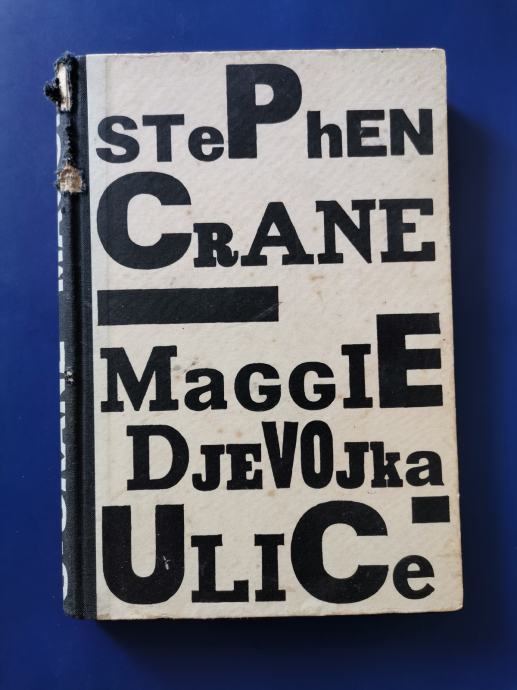 STePhEN
CRANE
MaGGIE
DJEVOJka
ULICe